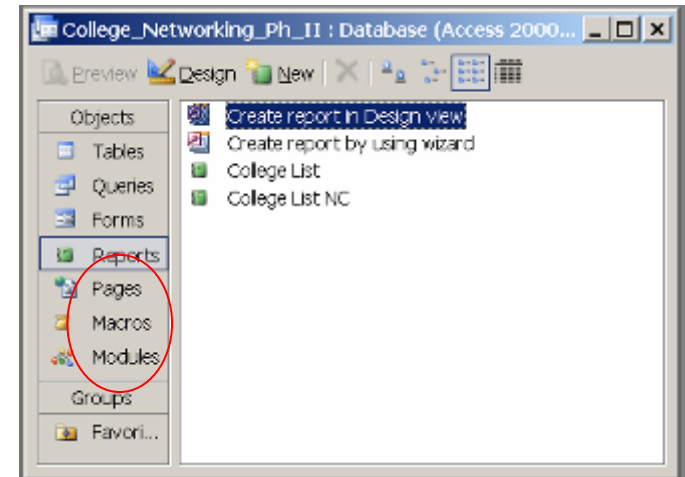 College_Networking_Ph_II : Database (Access 2000...
Preview Design New
Objects
Tables
Queries
Forms
Reports
Pages
Macros
Modules
Groups
Favori...
Create report in Design view
Create report by using wizard
College List
College List NC